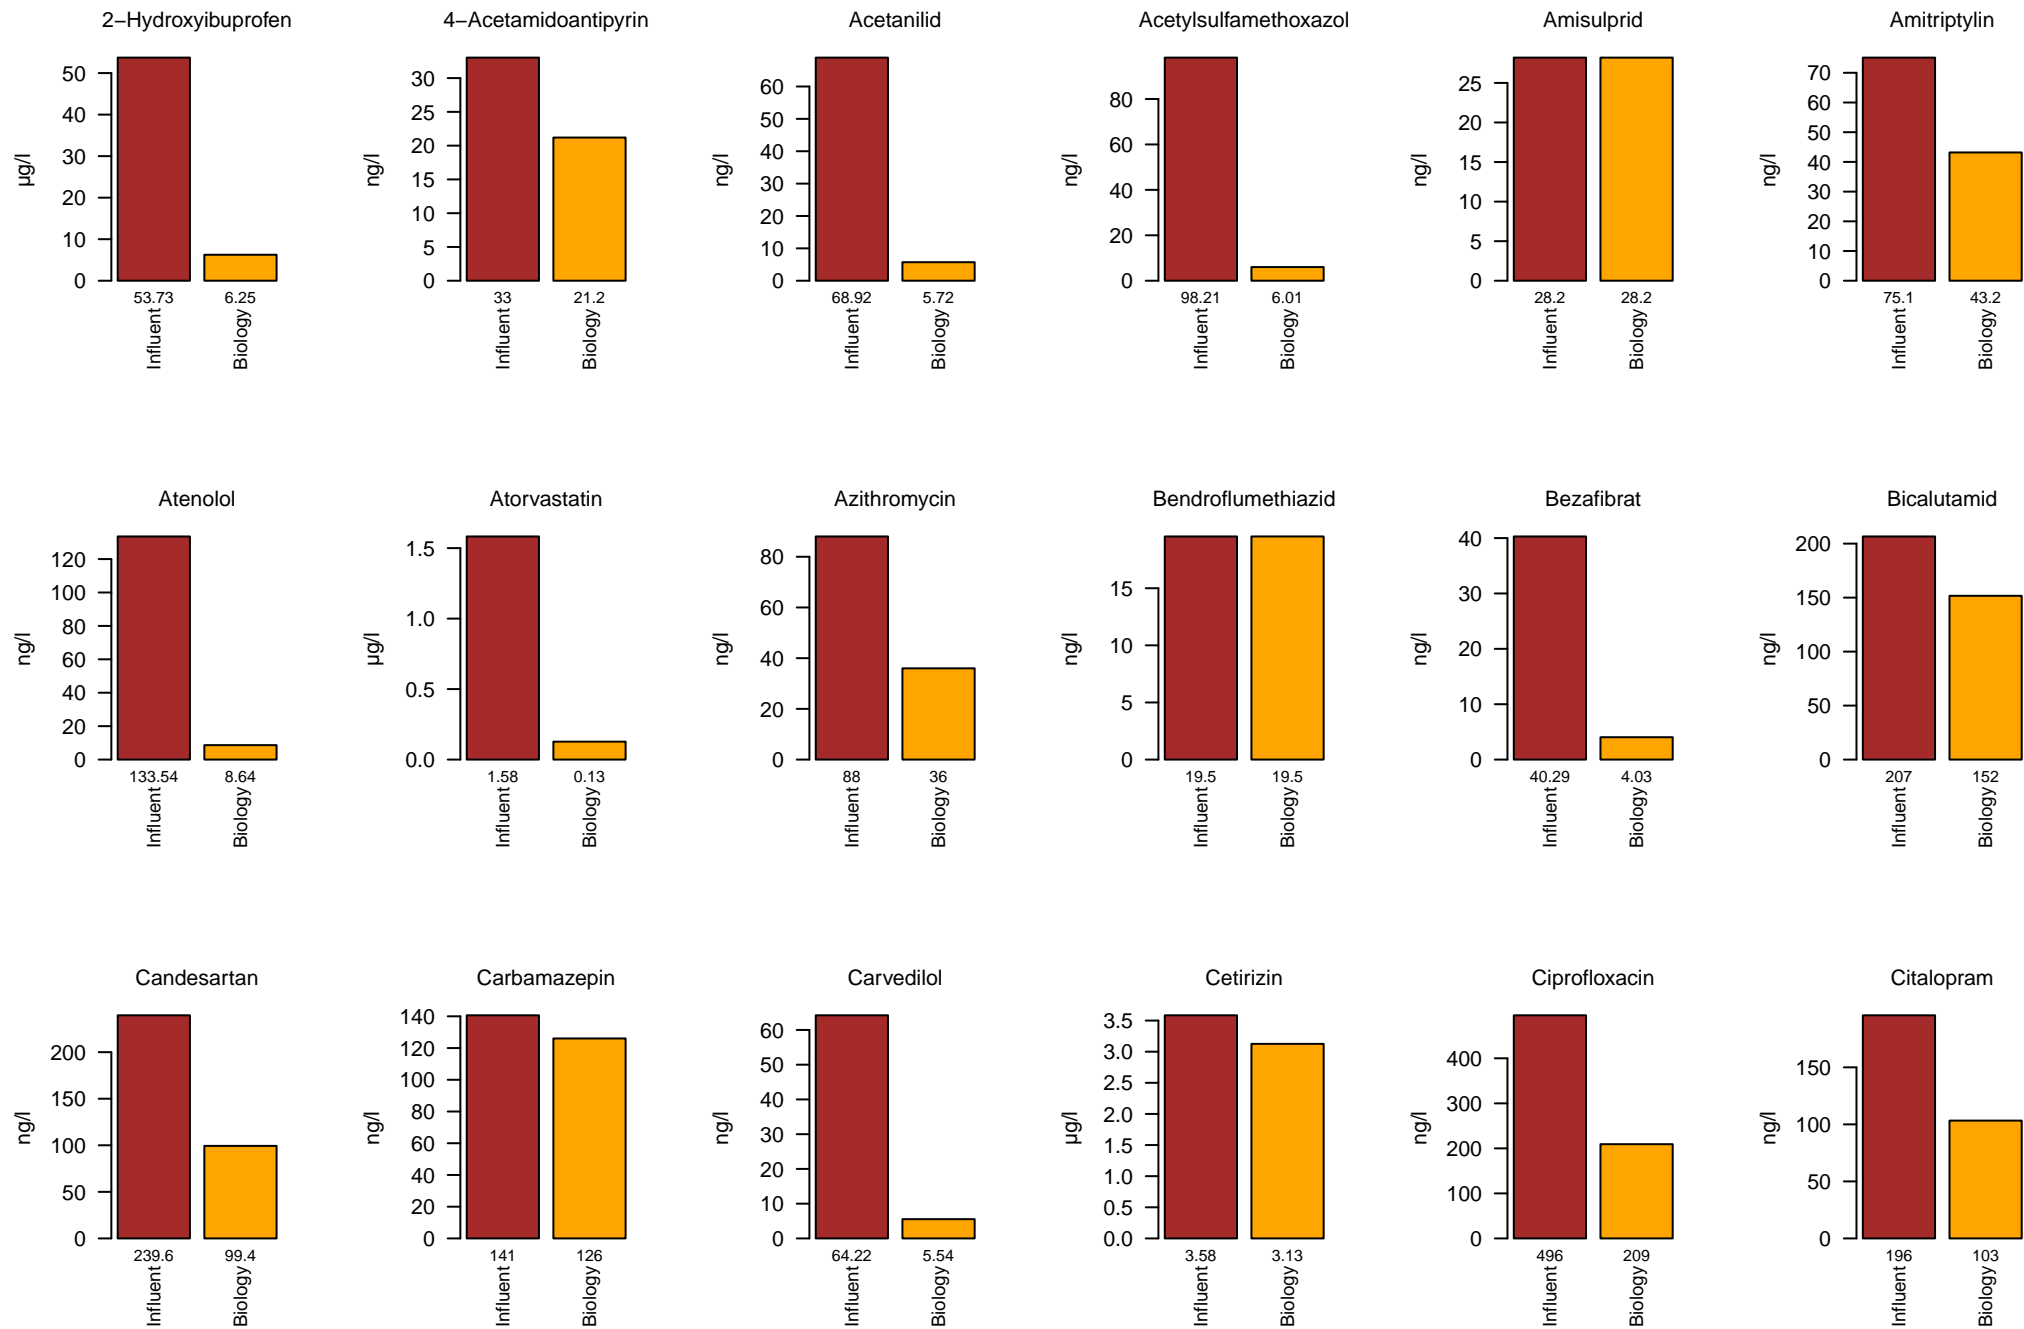 2−Hydroxyibuprofen
µg/l
50
40
30
20
10
0
53.73 6.25
Influent Biology
4−Acetamidoantipyrin
ng/l
30
25
20
15
10
5
0
33 21.2
Influent Biology
Acetanilid
ng/l
60
50
40
30
20
10
0
68.92 5.72
Influent Biology
Acetylsulfamethoxazol
ng/l
80
60
40
20
0
98.21 6.01
Influent Biology
Amisulprid
ng/l
25
20
15
10
5
0
28.2 28.2
Influent Biology
Amitriptylin
ng/l
70
60
50
40
30
20
10
0
75.1 43.2
Influent Biology
Atenolol
ng/l
120
100
80
60
40
20
0
133.54 8.64
Influent Biology
Atorvastatin
µg/l
1.5
1.0
0.5
0.0
1.58 0.13
Influent Biology
Azithromycin
ng/l
80
60
40
20
0
88 36
Influent Biology
Bendroflumethiazid
ng/l
15
10
5
0
19.5 19.5
Influent Biology
Bezafibrat
ng/l
40
30
20
10
0
40.29 4.03
Influent Biology
Bicalutamid
ng/l
200
150
100
50
0
207 152
Influent Biology
Candesartan
ng/l
200
150
100
50
0
239.6 99.4
Influent Biology
Carbamazepin
ng/l
140
120
100
80
60
40
20
0
141 126
Influent Biology
Carvedilol
ng/l
60
50
40
30
20
10
0
64.22 5.54
Influent Biology
Cetirizin
µg/l
3.5
3.0
2.5
2.0
1.5
1.0
0.5
0.0
3.58 3.13
Influent Biology
Ciprofloxacin
ng/l
400
300
200
100
0
496 209
Influent Biology
Citalopram
ng/l
150
100
50
0
196 103
Influent Biology